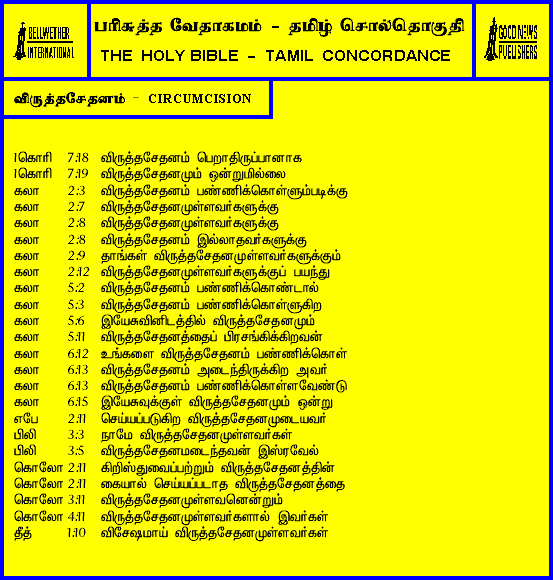 BELLWETHER INTERNATIONAL
பரிசுத்த வேதாகமம் - தமிழ் சொல்தொகுதி
THE HOLY BIBLE - TAMIL CONCORDANCE
GOOD NEWS PUBLISHERS
விருத்தசேதனம் - CIRCUMCISION
1கொரி 7:18 விருத்தசேதனம் பெறாதிருப்பானாக
1கொரி 7:19 விருத்தசேதனமும் ஒன்றுமில்லை
கலா 2:3 விருத்தசேதனம் பண்ணிக்கொள்ளும்படிக்கு
கலா 2:7 விருத்தசேதனமுள்ளவர்களுக்கு
கலா 2:8 விருத்தசேதனமுள்ளவர்களுக்கு
கலா 2:8 விருத்தசேதனம் இல்லாதவர்களுக்கு
கலா 2:9 தாங்கள் விருத்தசேதனமுள்ளவர்களுக்கும்
கலா 2:12 விருத்தசேதனமுள்ளவர்களுக்குப் பயந்து
கலா 5:2 விருத்தசேதனம் பண்ணிக்கொண்டால்
கலா 5:3 விருத்தசேதனம் பண்ணிக்கொள்ளுகிற
கலா 5:6 இயேசுவினிடத்தில் விருத்தசேதனமும்
கலா 5:11 விருத்தசேதனத்தைப் பிரசங்கிக்கிறவன்
கலா 6:12 உங்களை விருத்தசேதனம் பண்ணிக்கொள்
கலா 6:13 விருத்தசேதனம் அடைந்திருக்கிற அவர்
கலா 6:13 விருத்தசேதனம் பண்ணிக்கொள்ளவேண்டு
கலா 6:15 இயேசுவுக்குள் விருத்தசேதனமும் ஒன்று
எபே 2:11 செய்யப்படுகிற விருத்தசேதனமுடையவர்
பிலி 3:3 நாமே விருத்தசேதனமுள்ளவர்கள்
பிலி 3:5 விருத்தசேதனமடைந்தவன் இஸ்ரவேல்
கொலோ 2:11 கிறிஸ்துவைப்பற்றும் விருத்தசேதனத்தின்
கொலோ 2:11 கையால் செய்யப்படாத விருத்தசேதனத்தை
கொலோ 3:11 விருத்தசேதனமுள்ளவனென்றும்
கொலோ 4:11 விருத்தசேதனமுள்ளவர்களால் இவர்கள்
தீத் 1:10 விசேஷமாய் விருத்தசேதனமுள்ளவர்கள்